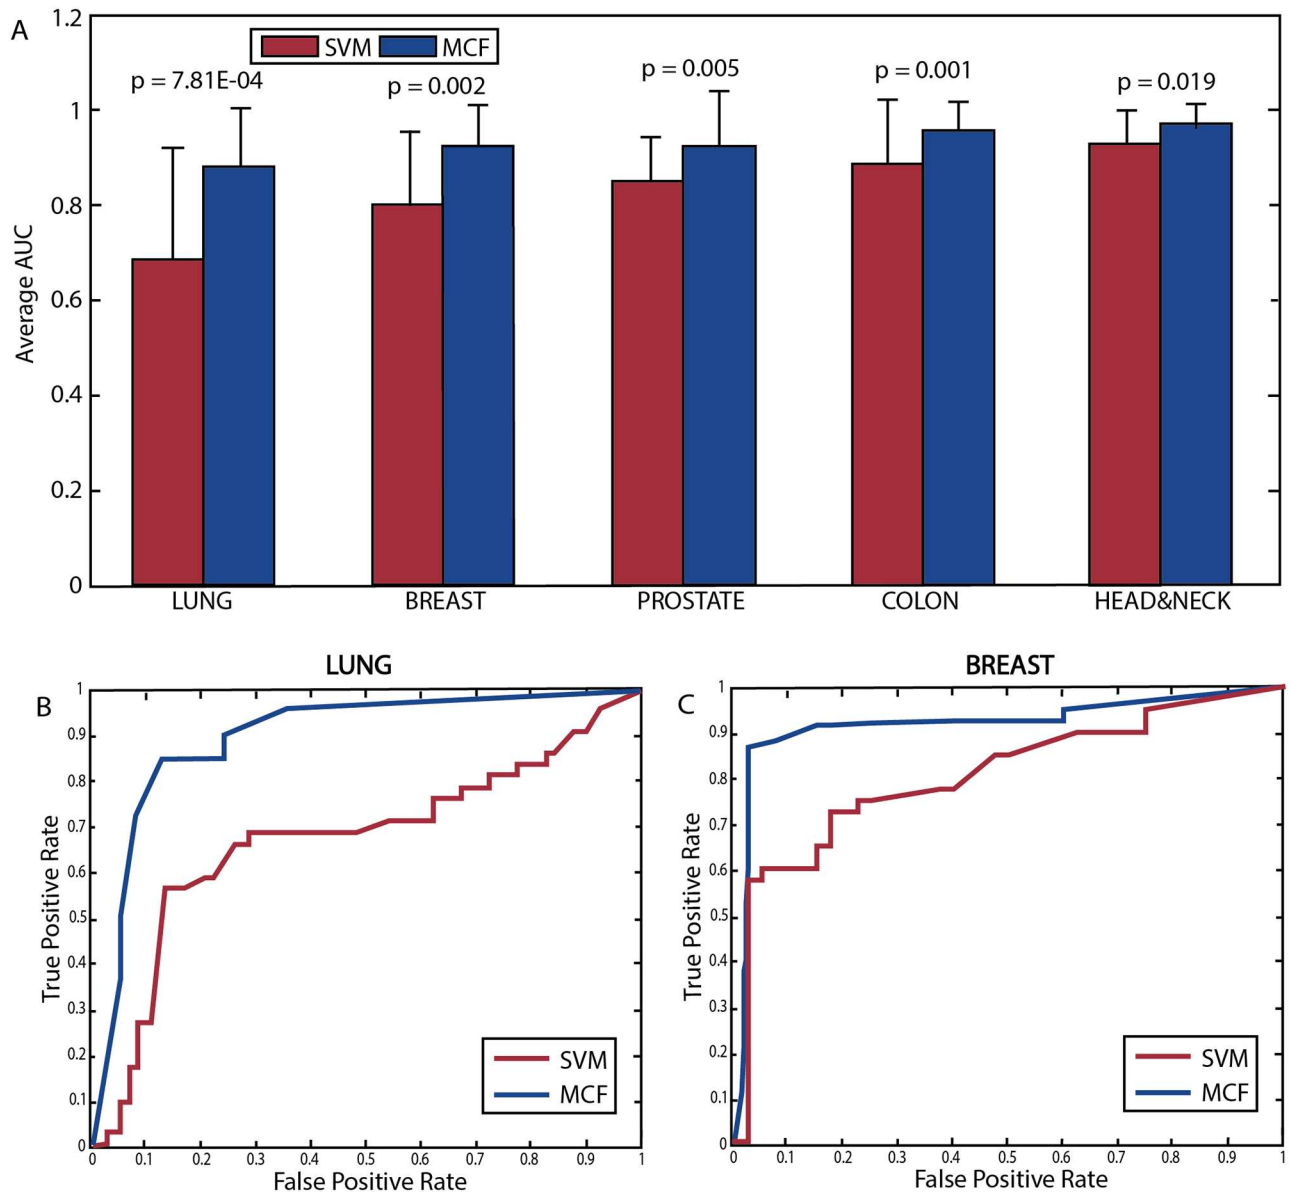 A
SVM MCF
p = 7.81E-04
p = 0.002
p = 0.005
p = 0.001
p = 0.019
Average AUC
1.2
1
0.8
0.6
0.4
0.2
0
LUNG BREAST PROSTATE COLON HEAD&NECK
B
LUNG
True Positive Rate
1
0.9
0.8
0.7
0.6
0.5
0.4
0.3
0.2
0.1
0
0 0.1 0.2 0.3 0.4 0.5 0.6 0.7 0.8 0.9 1
False Positive Rate
SVM
MCF
C
BREAST
True Positive Rate
1
0.9
0.8
0.7
0.6
0.5
0.4
0.3
0.2
0.1
0
0 0.1 0.2 0.3 0.4 0.5 0.6 0.7 0.8 0.9 1
False Positive Rate
SVM
MCF